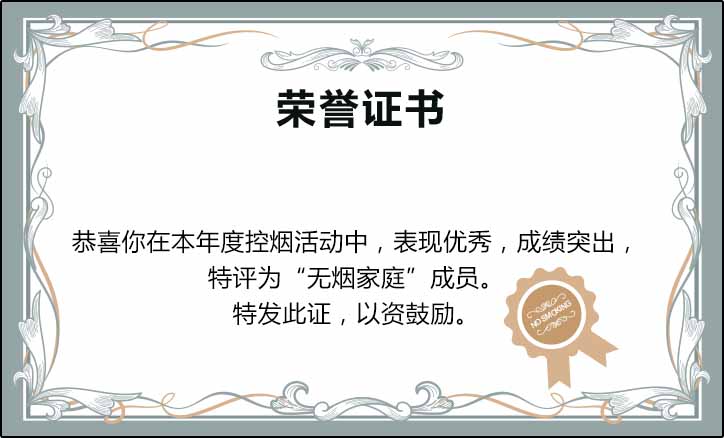 荣誉证书
恭喜你在本年度控烟活动中，表现优秀，成绩突出，
特评为“无烟家庭”成员。
特发此证，以资鼓励。
NO SMOKING